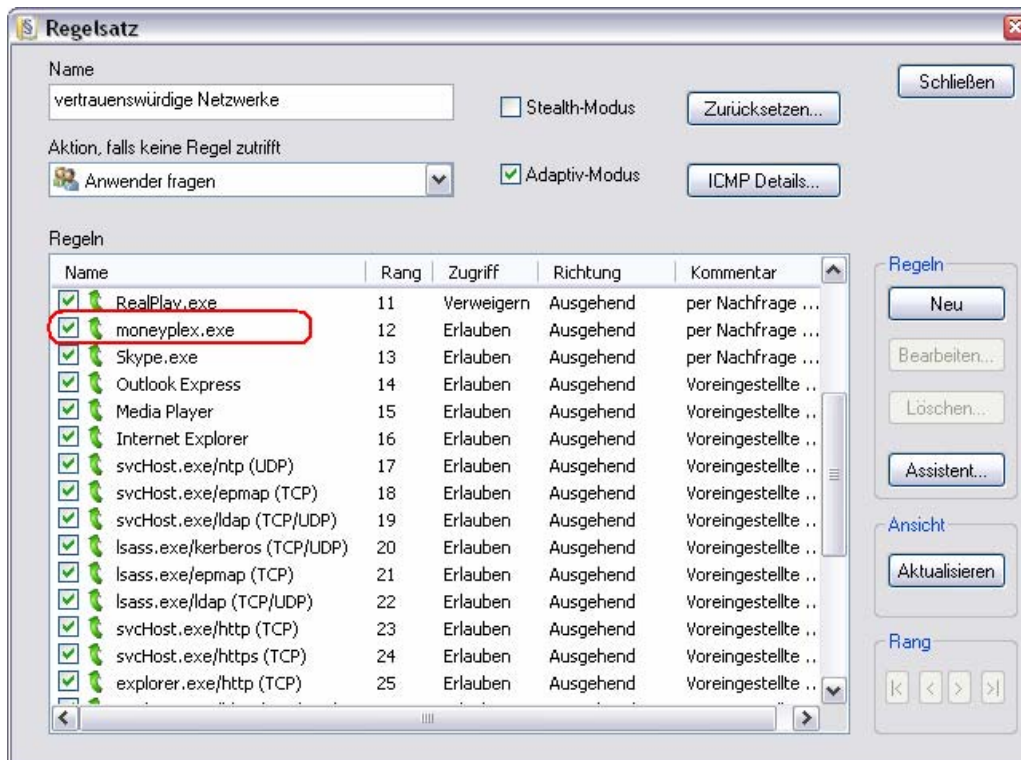 Regelsatz
Name
vertrauenswürdige Netzwerke
Stealth-Modus
Zurücksetzen...
Schließen
Aktion, falls keine Regel zutrifft
Anwender fragen
Adaptiv-Modus
ICMP Details...
Regeln
Name Rang Zugriff Richtung Kommentar
RealPlay.exe 11 Verweigern Ausgehend per Nachfrage ...
moneyplex.exe 12 Erlauben Ausgehend per Nachfrage ...
Skype.exe 13 Erlauben Ausgehend per Nachfrage ...
Outlook Express 14 Erlauben Ausgehend Voreingestellte ..
Media Player 15 Erlauben Ausgehend Voreingestellte ..
Internet Explorer 16 Erlauben Ausgehend Voreingestellte ..
svcHost.exe/ntp (UDP) 17 Erlauben Ausgehend Voreingestellte ..
svcHost.exe/epmap (TCP) 18 Erlauben Ausgehend Voreingestellte ..
svcHost.exe/ldap (TCP/UDP) 19 Erlauben Ausgehend Voreingestellte ..
lsass.exe/kerberos (TCP/UDP) 20 Erlauben Ausgehend Voreingestellte ..
lsass.exe/epmap (TCP) 21 Erlauben Ausgehend Voreingestellte ..
lsass.exe/ldap (TCP/UDP) 22 Erlauben Ausgehend Voreingestellte ..
svcHost.exe/http (TCP) 23 Erlauben Ausgehend Voreingestellte ..
svcHost.exe/https (TCP) 24 Erlauben Ausgehend Voreingestellte ..
explorer.exe/http (TCP) 25 Erlauben Ausgehend Voreingestellte ..
Regeln
Neu
Bearbeiten...
Löschen...
Assistent...
Ansicht
Aktualisieren
Rang